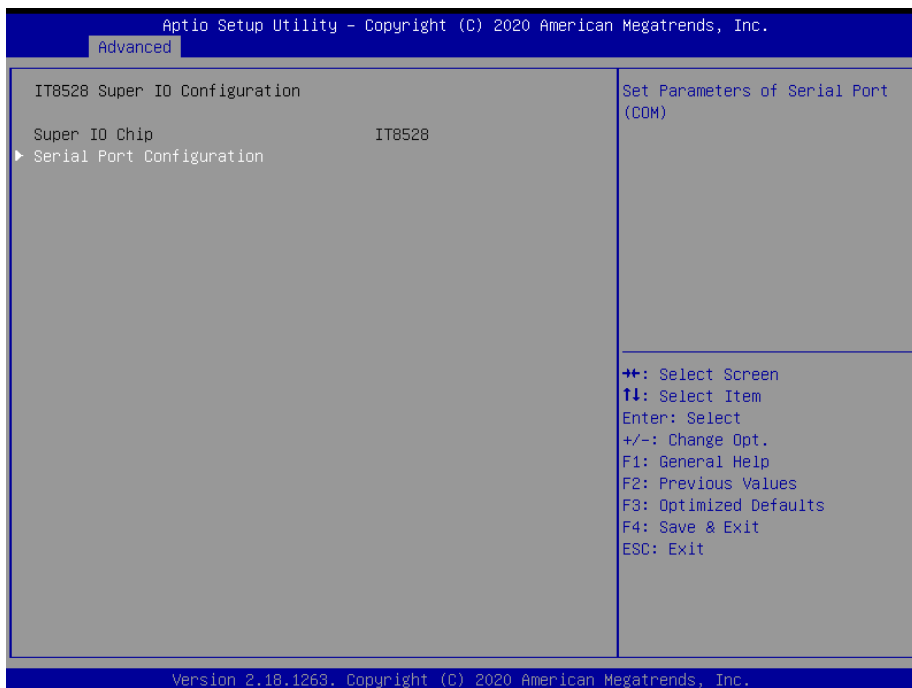 Aptio Setup Utility – Copyright (C) 2020 American Megatrends, Inc.
Advanced
IT8528 Super IO Configuration
Super IO Chip IT8528
▶ Serial Port Configuration
Set Parameters of Serial Port
(COM)
→←: Select Screen
↑↓: Select Item
Enter: Select
+/-: Change Opt.
F1: General Help
F2: Previous Values
F3: Optimized Defaults
F4: Save & Exit
ESC: Exit
Version 2.18.1263. Copyright (C) 2020 American Megatrends, Inc.